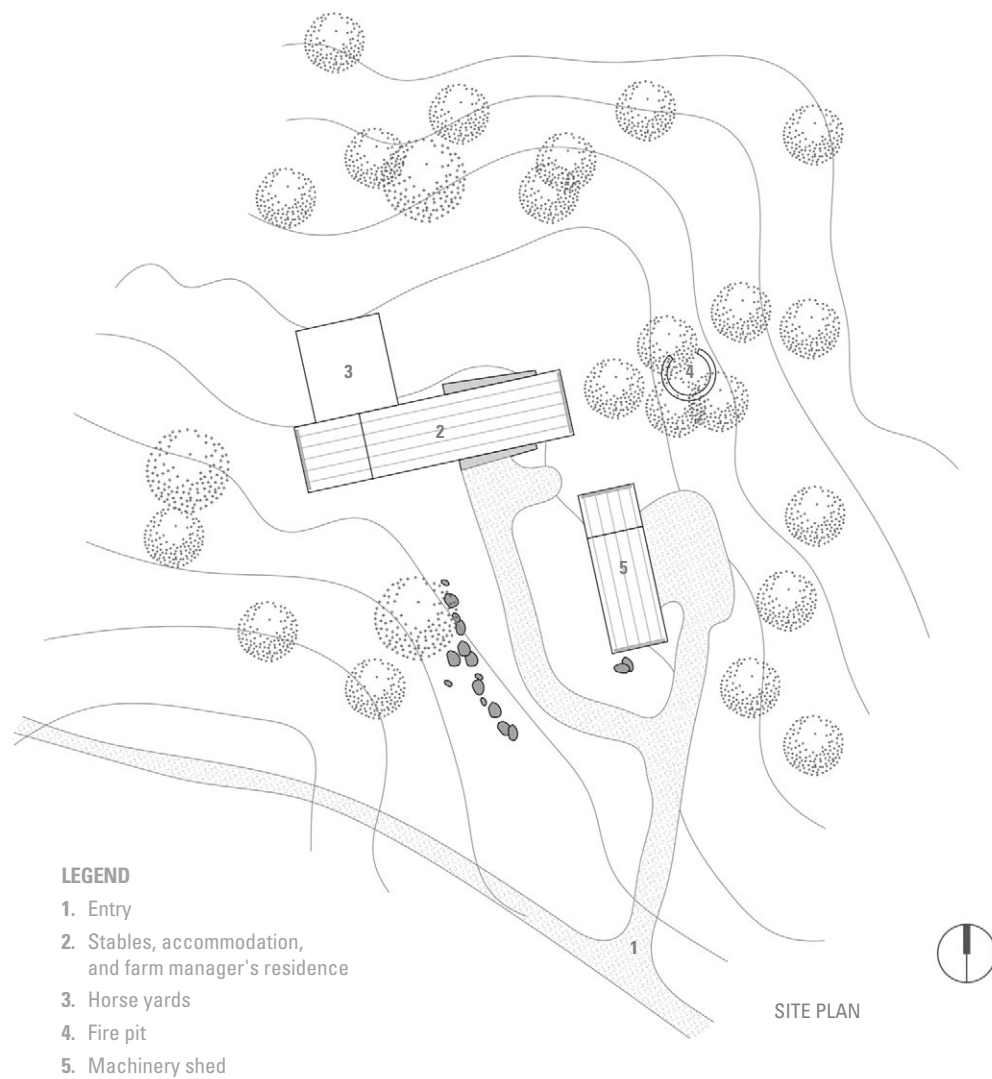 3
4
2
5
1
LEGEND
1. Entry
2. Stables, accommodation,
and farm manager's residence
3. Horse yards
4. Fire pit
5. Machinery shed
SITE PLAN